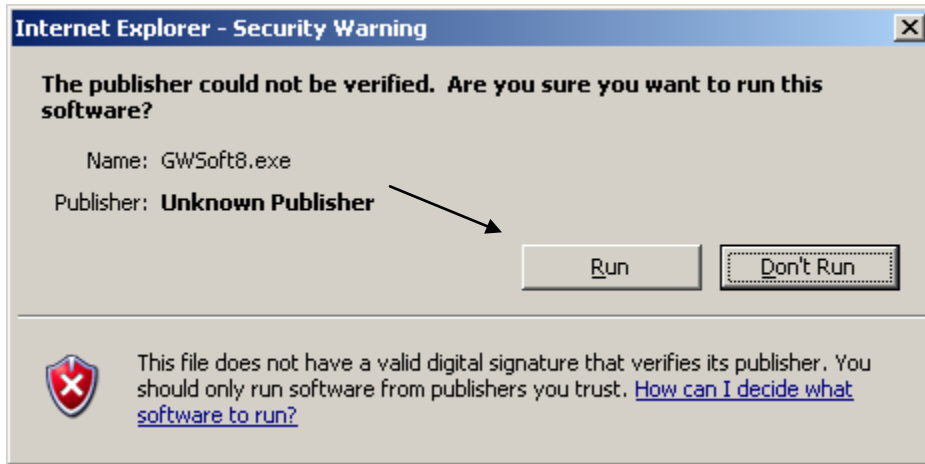 Internet Explorer - Security Warning
The publisher could not be verified. Are you sure you want to run this
software?
Name: GWSoft8.exe
Publisher: Unknown Publisher
Run
Don't Run
This file does not have a valid digital signature that verifies its publisher. You
should only run software from publishers you trust. How can I decide what
software to run?